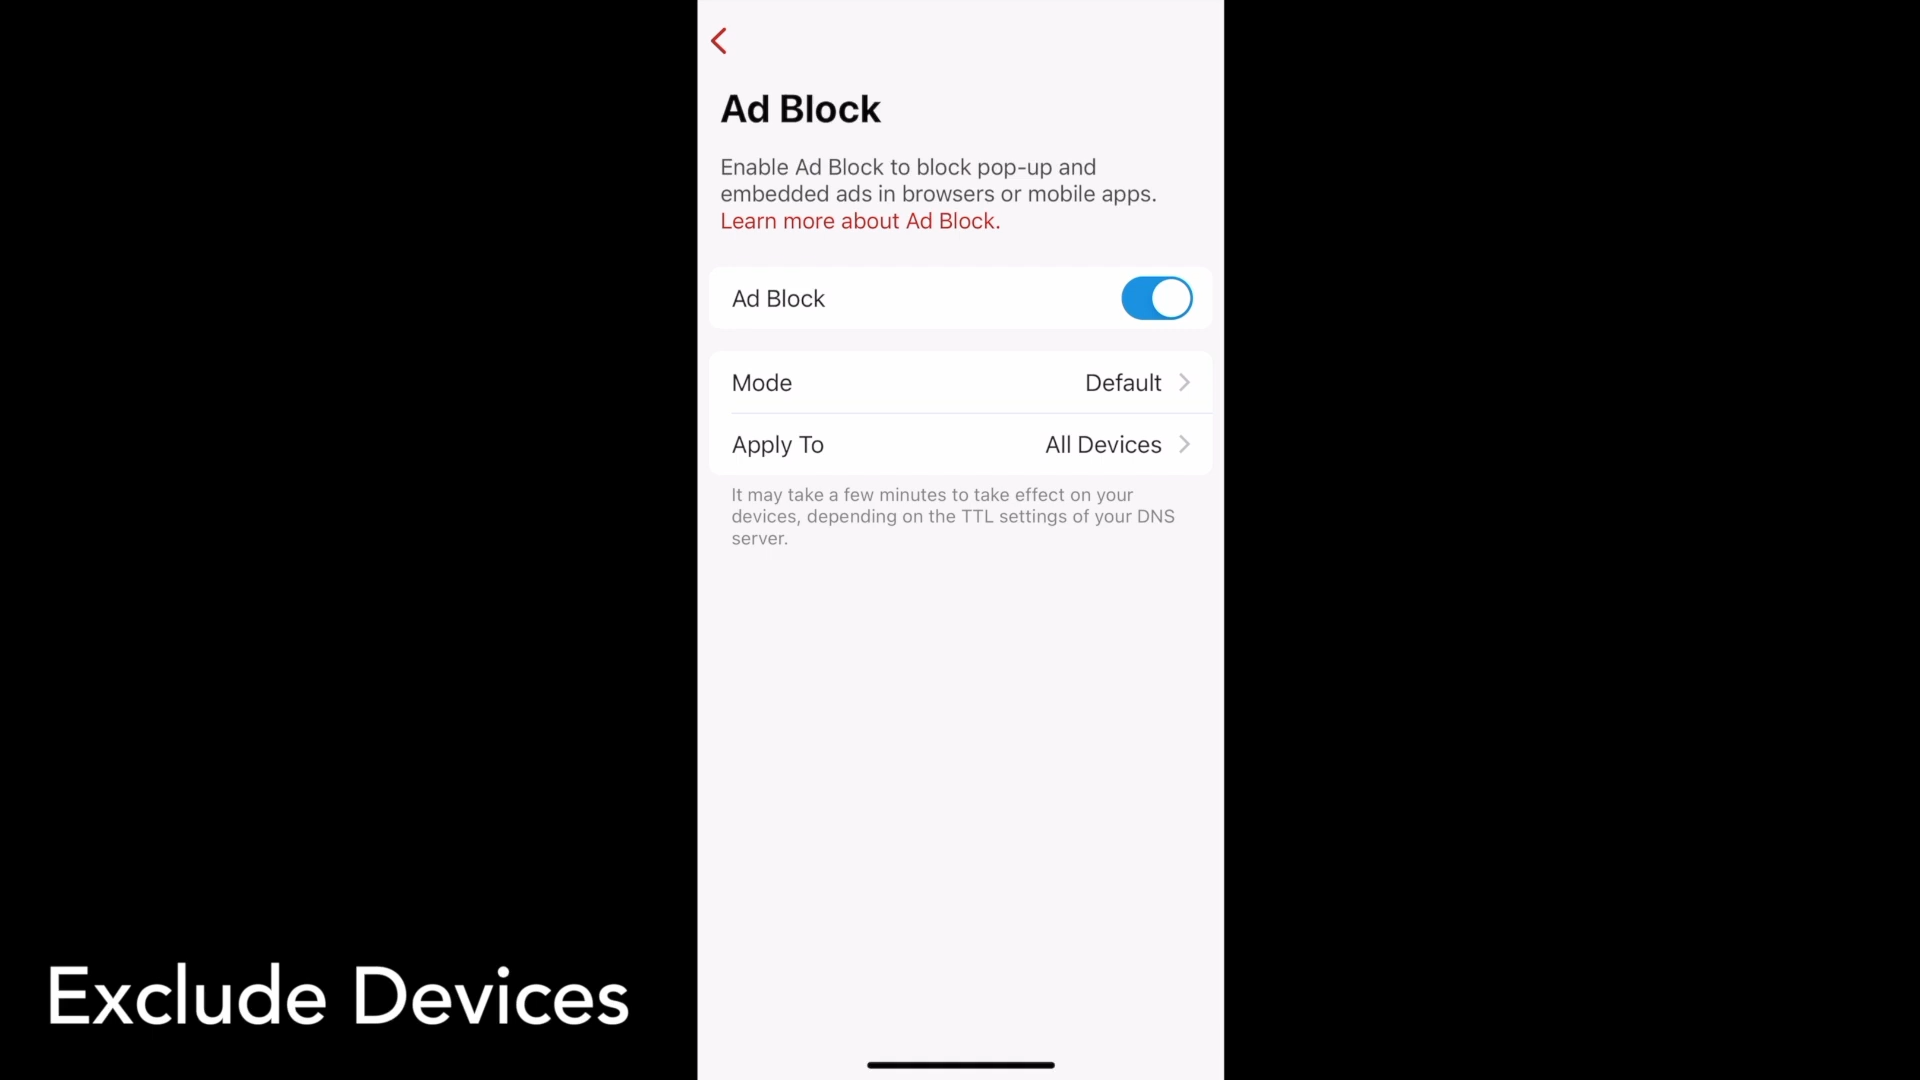 Ad Block
Enable Ad Block to block pop-up and
embedded ads in browsers or mobile apps.
Learn more about Ad Block.
Ad Block
Mode Default
Apply To All Devices
It may take a few minutes to take effect on your
devices, depending on the TTL settings of your DNS
server.
Exclude Devices